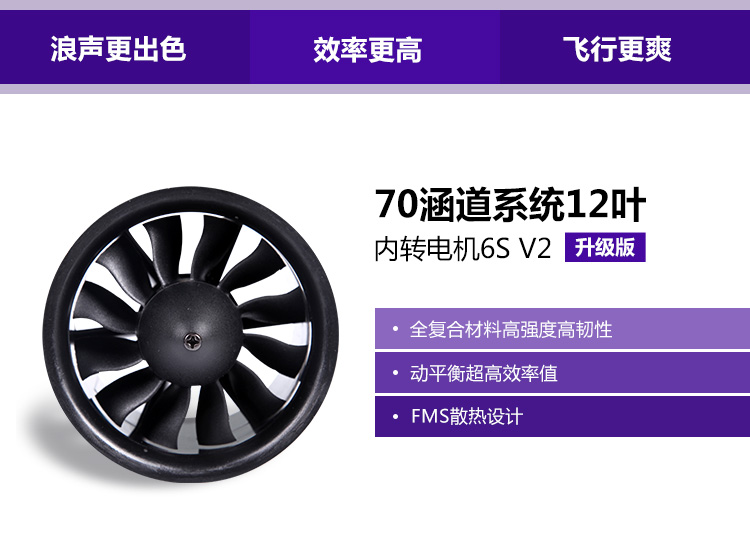 浪声更出色
效率更高
飞行更爽
70涵道系统12叶
内转电机6S V2 升级版
• 全复合材料高强度高韧性
• 动平衡超高效率值
• FMS散热设计